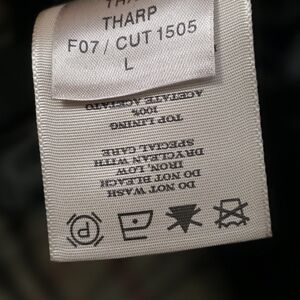 THARP
F07 / CUT 1505
L
DO NOT WASH
DO NOT BLEACH
IRON, LOW
DRYCLEAN WITH
SPECIAL CARE
TOP LINING
100%
ACETATE ACETATO
P